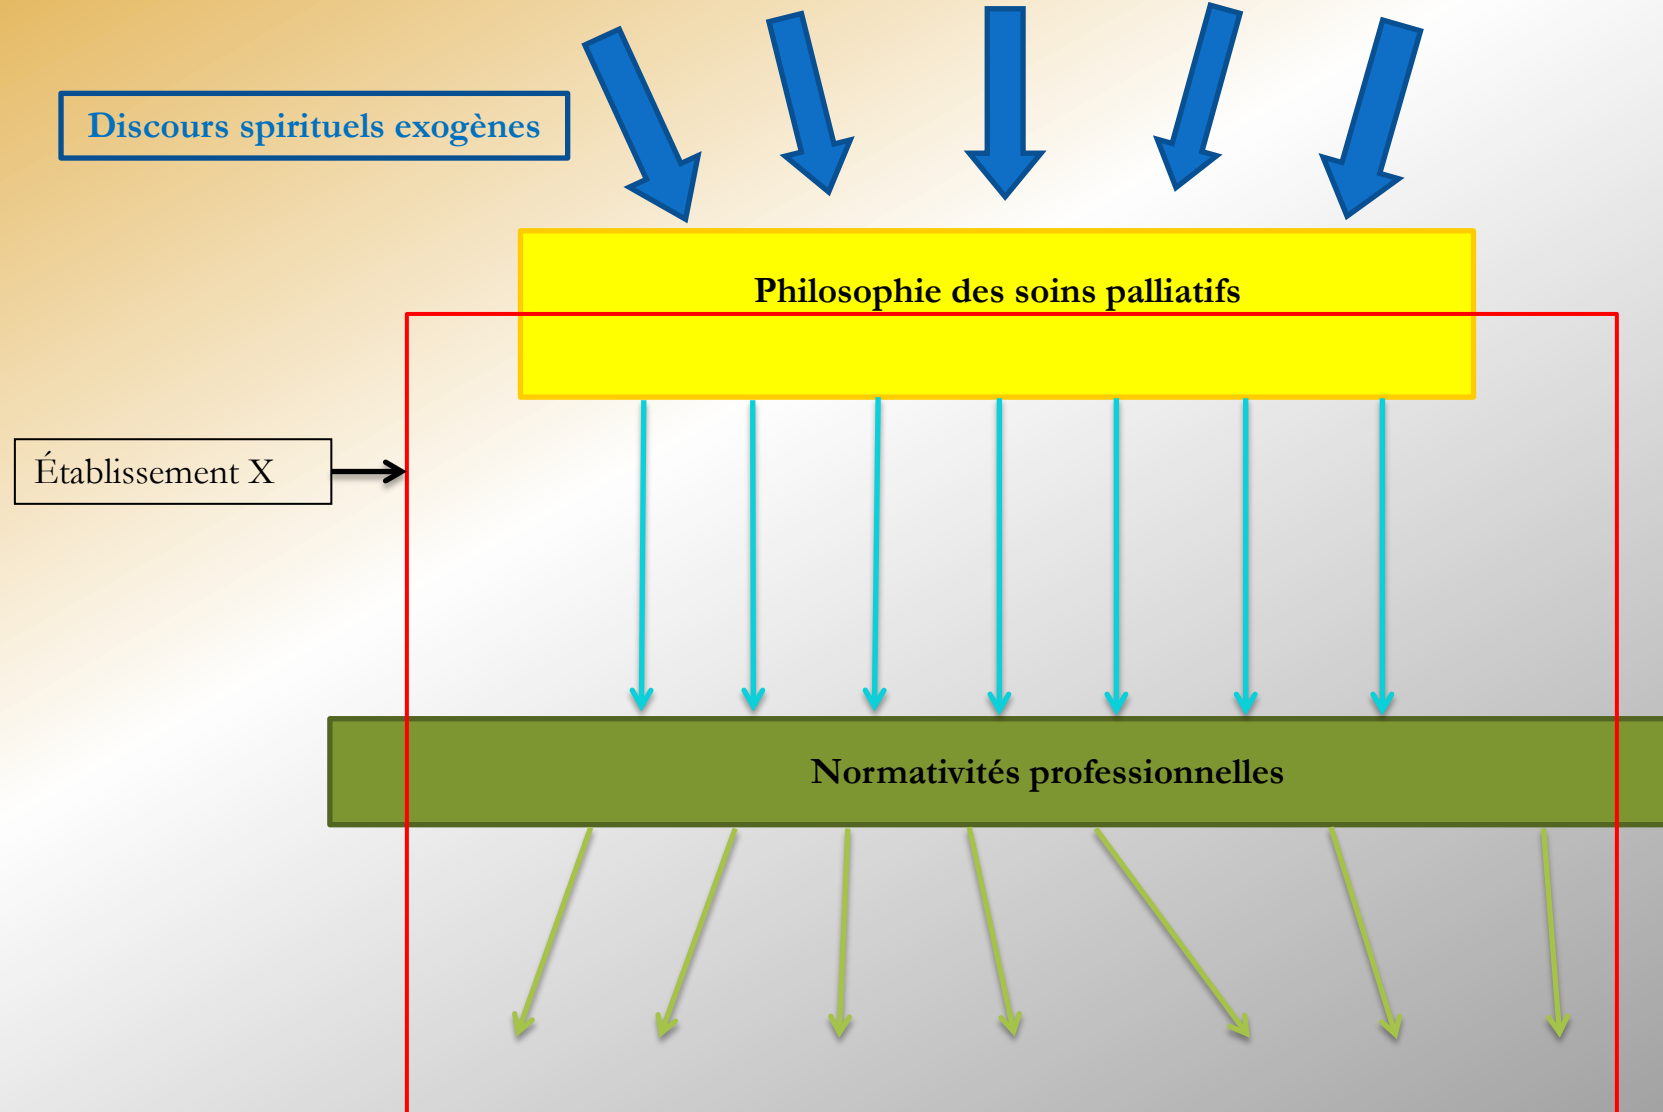 Discours spirituels exogènes
Philosophie des soins palliatifs
Établissement X
Normativités professionnelles